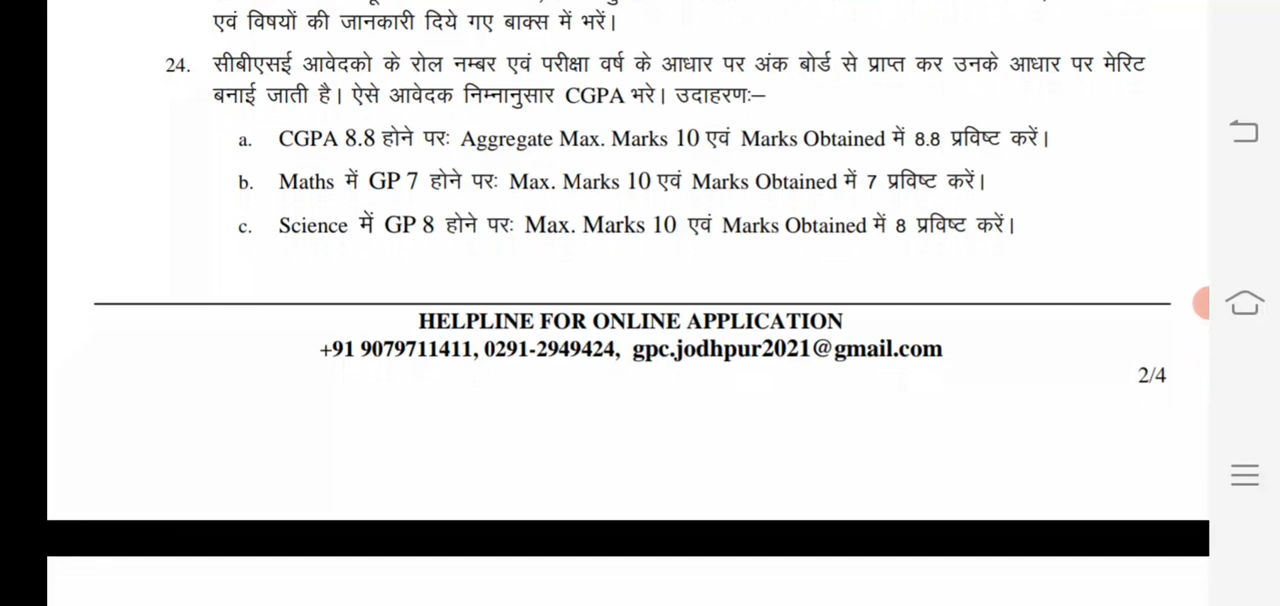 एवं विषयों की जानकारी दिये गए बाक्स में भरें।
24. सीबीएसई आवेदको के रोल नम्बर एवं परीक्षा वर्ष के आधार पर अंक बोर्ड से प्राप्त कर उनके आधार पर मेरिट
बनाई जाती है। ऐसे आवेदक निम्नानुसार CGPA भरे। उदाहरणः–
a. CGPA 8.8 होने परः Aggregate Max. Marks 10 एवं Marks Obtained में 8.8 प्रविष्ट करें।
b. Maths में GP 7 होने परः Max. Marks 10 एवं Marks Obtained में 7 प्रविष्ट करें।
c. Science में GP 8 होने परः Max. Marks 10 एवं Marks Obtained में 8 प्रविष्ट करें।
HELPLINE FOR ONLINE APPLICATION
+91 9079711411, 0291-2949424, gpc.jodhpur2021@gmail.com
2/4